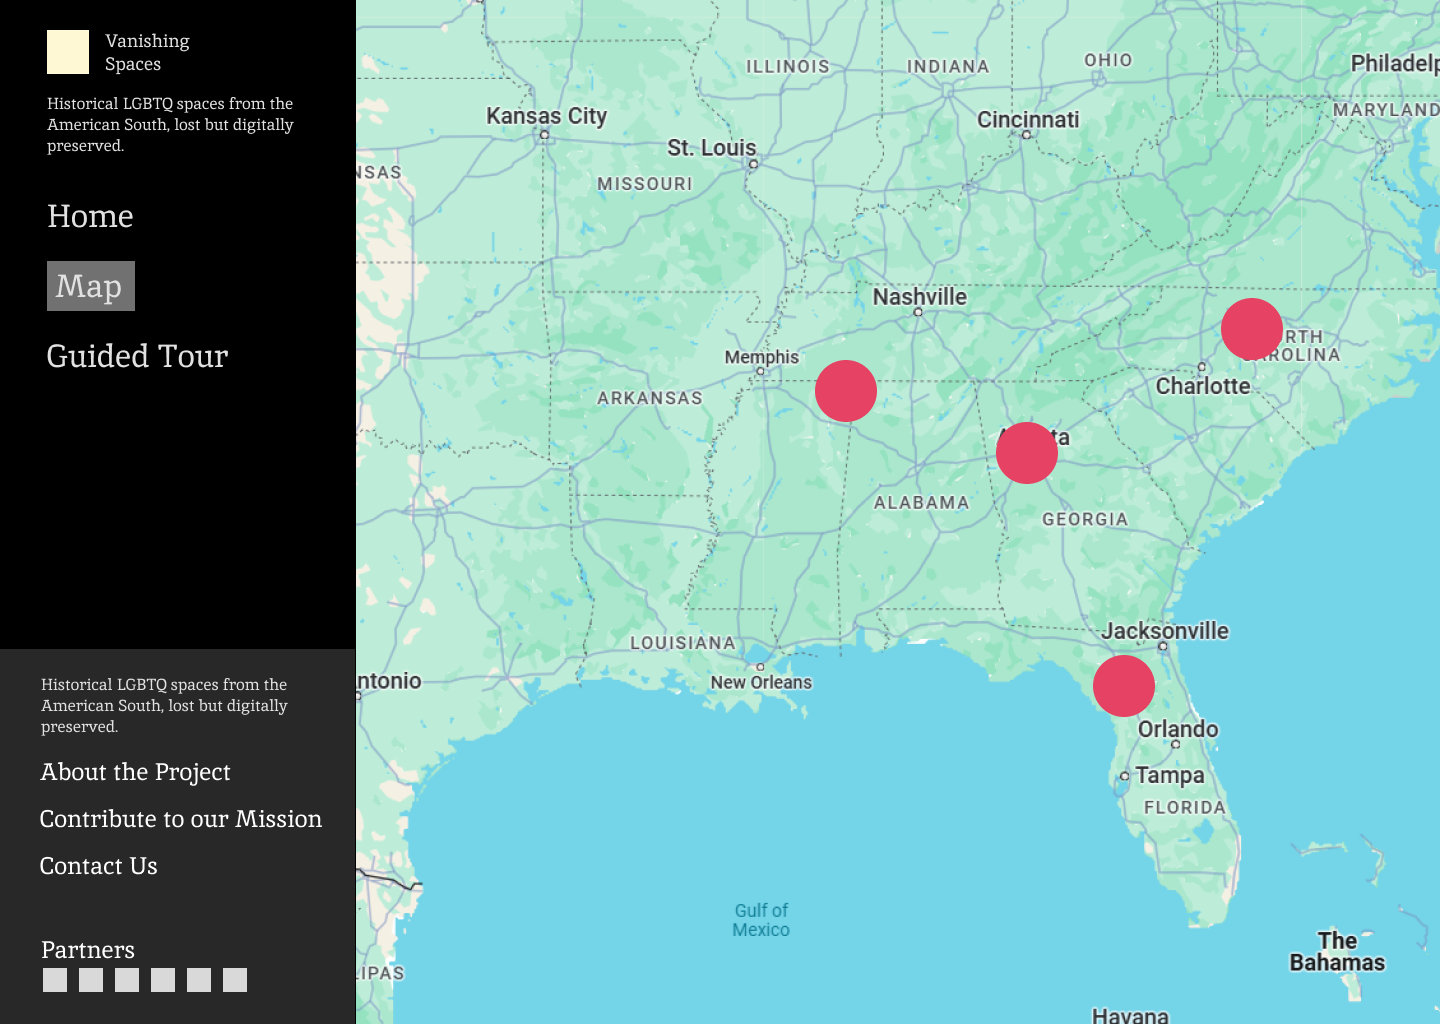 Vanishing
Spaces
Historical LGBTQ spaces from the
American South, lost but digitally
preserved.
Home
Map
Guided Tour
Historical LGBTQ spaces from the
American South, lost but digitally
preserved.
About the Project
Contribute to our Mission
Contact Us
Partners
ILLINOIS
INDIANA
OHIO
Philadelp
MARYLAND
Kansas City
Cincinnati
St. Louis
NSAS
MISSOURI
Nashville
RTH
AROLINA
Memphis
Charlotte
ARKANSAS
ta
ALABAMA
GEORGIA
Jacksonville
LOUISIANA
ntonio
New Orleans
Orlando
Tampa
FLORIDA
Gulf of
Mexico
The
Bahamas
LIPAS
Havana